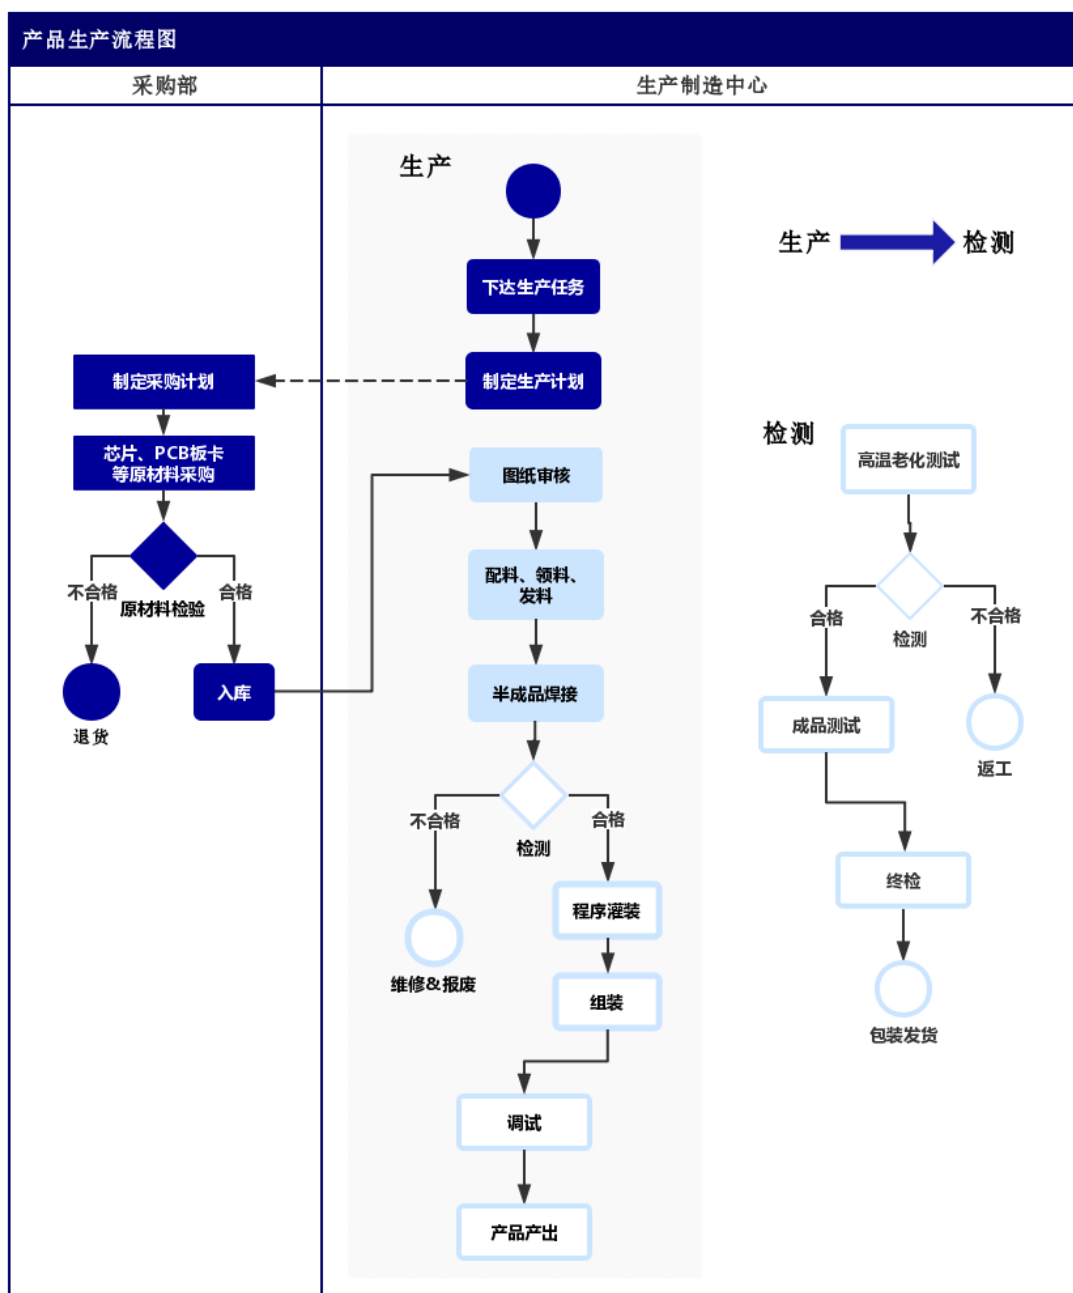 产品生产流程图
采购部
生产制造中心
生产
下达生产任务
制定生产计划
制定采购计划
芯片、PCB板卡
等原材料采购
不合格
合格
原材料检验
退货
入库
图纸审核
配料、领料、
发料
半成品焊接
不合格
合格
检测
维修&报废
程序灌装
组装
调试
产品产出
生产
检测
检测
高温老化测试
合格
不合格
检测
成品测试
返工
终检
包装发货